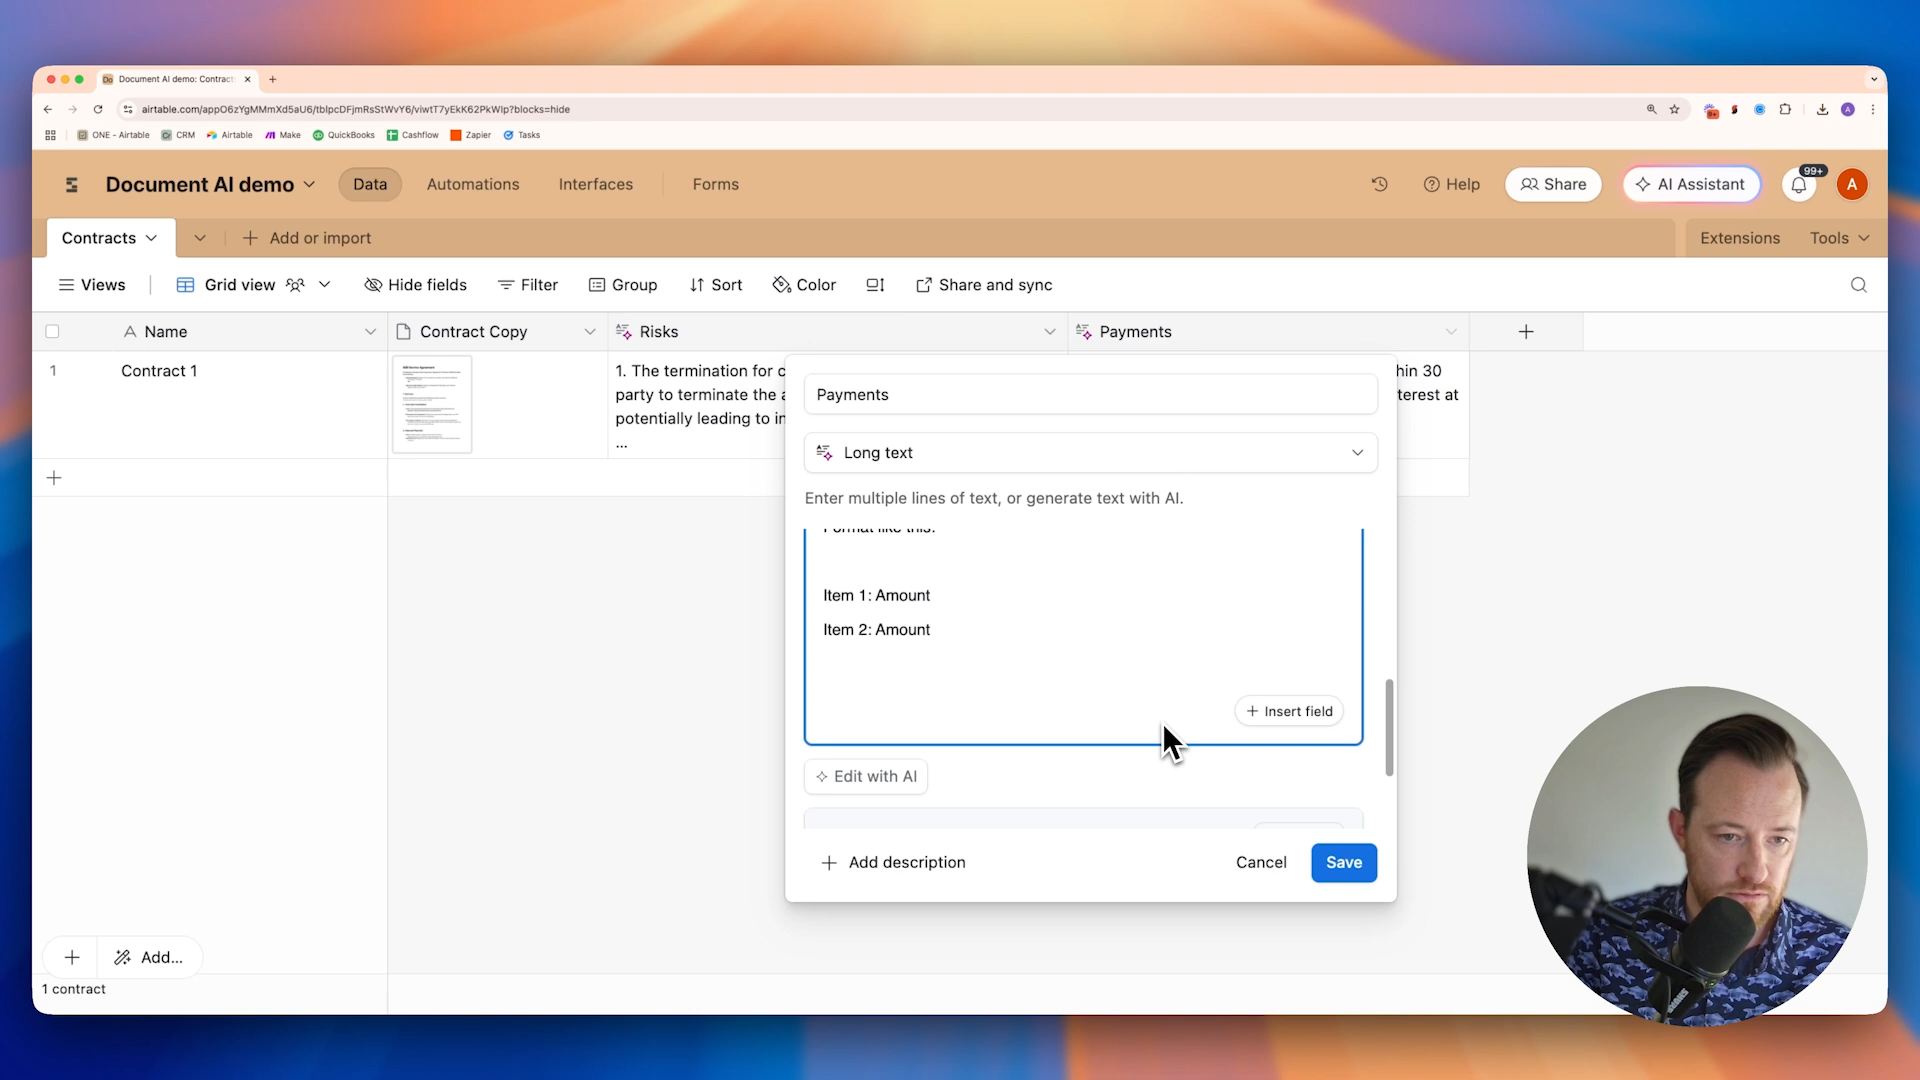 Document AI demo: Contract
airtable.com/appO6zYgMMmXd5aU6/tblpcDFjmRsStWvY6/viwtT7yEkK62PkWlp?blocks=hide
9+
A
ONE - Airtable
CRM
Airtable
Make
QuickBooks
Cashflow
Zapier
Tasks
Document AI demo
Data
Automations
Interfaces
Forms
Help
Share
AI Assistant
99+
A
Contracts
Add or import
Extensions
Tools
Views
Grid view
Hide fields
Filter
Group
Sort
Color
Share and sync
Name
Contract Copy
Risks
Payments
1
Contract 1
1. The termination for c
party to terminate the a
potentially leading to in
...
hin 30
terest at
Payments
Long text
Enter multiple lines of text, or generate text with AI.
Format like this:
Item 1: Amount
Item 2: Amount
Insert field
Edit with AI
Add description
Cancel
Save
Add...
1 contract